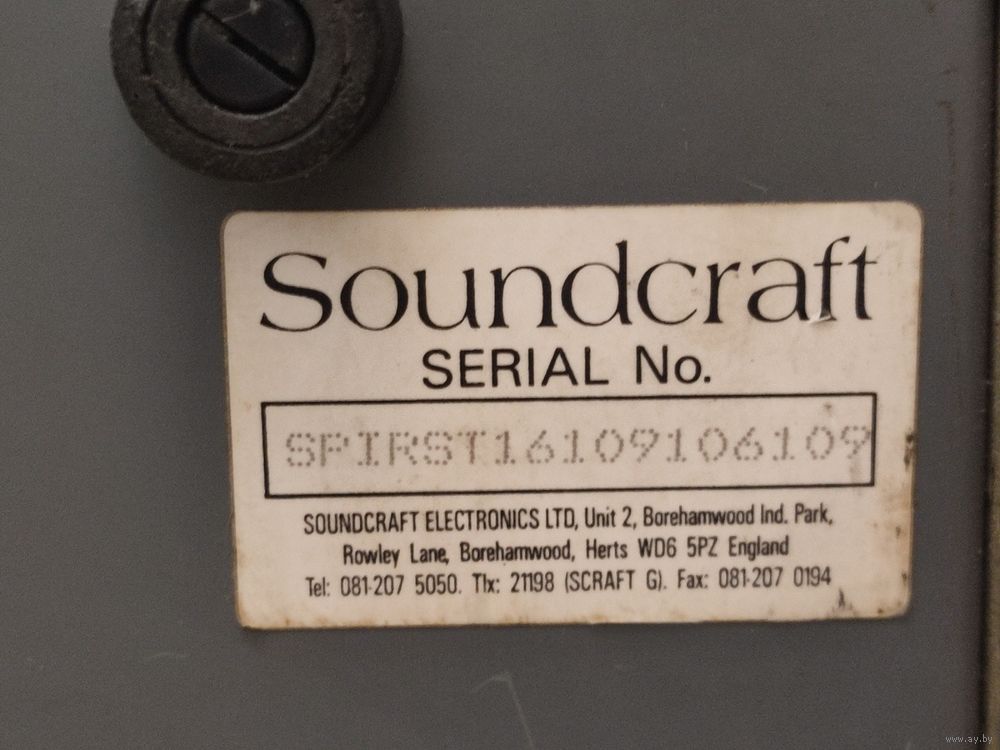 Soundcraft
SERIAL No.
SPIRST16109106109
SOUNDCRAFT ELECTRONICS LTD, Unit 2, Borehamwood Ind. Park,
Rowley Lane, Borehamwood, Herts WD6 5PZ England
Tel: 081-207 5050. Tlx: 21198 (SCRAFT G). Fax: 081-207 0194
www.ay.by